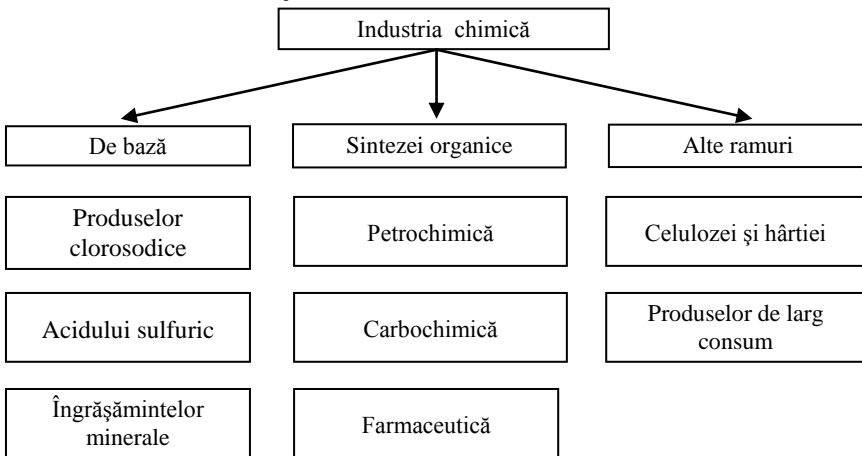 Industria chimică
De bază
Sintezei organice
Alte ramuri
Produselor
clorosodice
Petrochimică
Celulozei şi hârtiei
Acidului sulfuric
Carbochimică
Produselor de larg
consum
Îngrăşămintelor
minerale
Farmaceutică